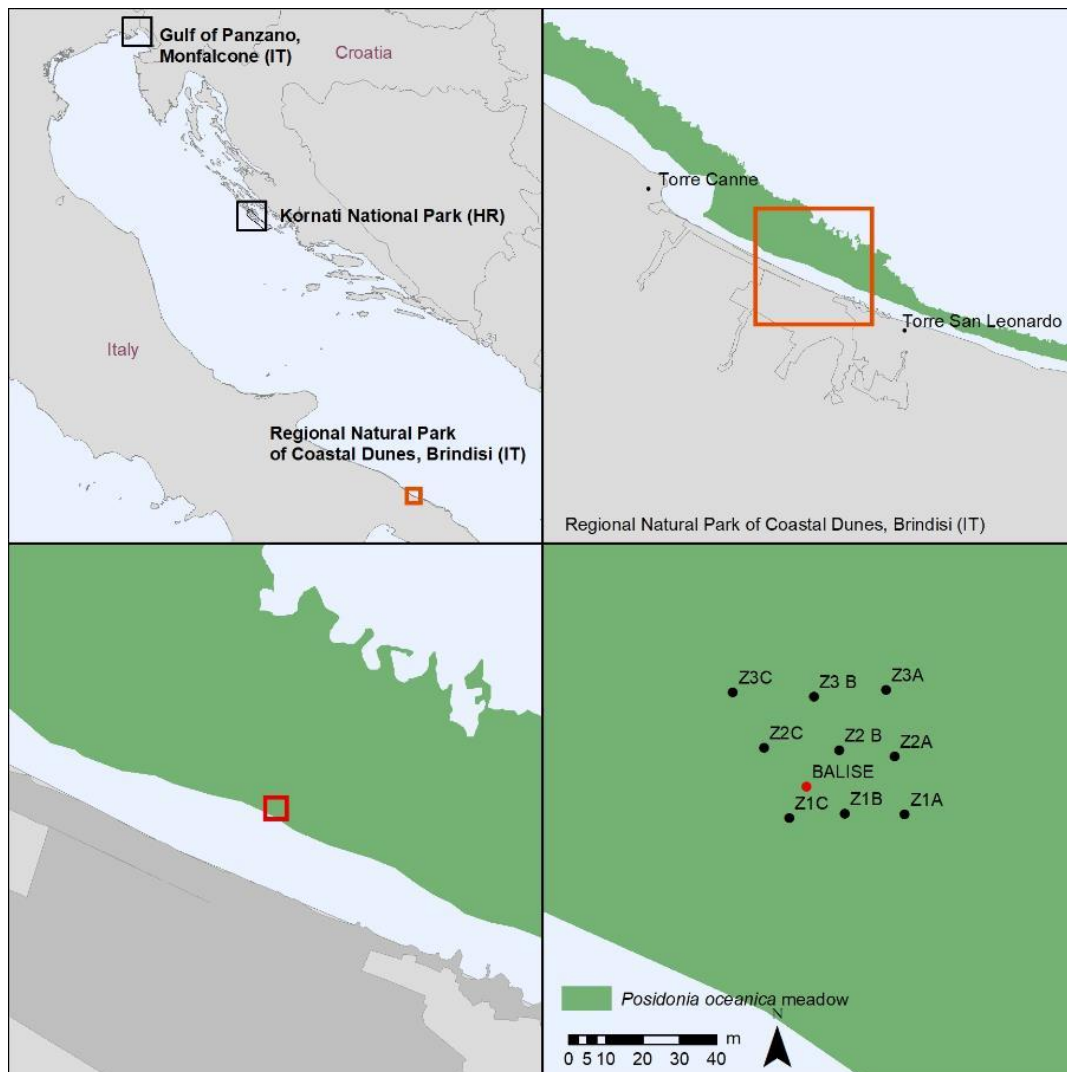 Gulf of Panzano,
Monfalcone (IT)
Croatia
Kornati National Park (HR)
Italy
Regional Natural Park
of Coastal Dunes, Brindisi (IT)
Torre Canne
Torre San Leonardo
Regional Natural Park of Coastal Dunes, Brindisi (IT)
Z3C
Z3 B
Z3A
Z2C
Z2 B
Z2A
BALISE
Z1C
Z1B
Z1A
Posidonia oceanica meadow
N
m
0 5 10 20 30 40